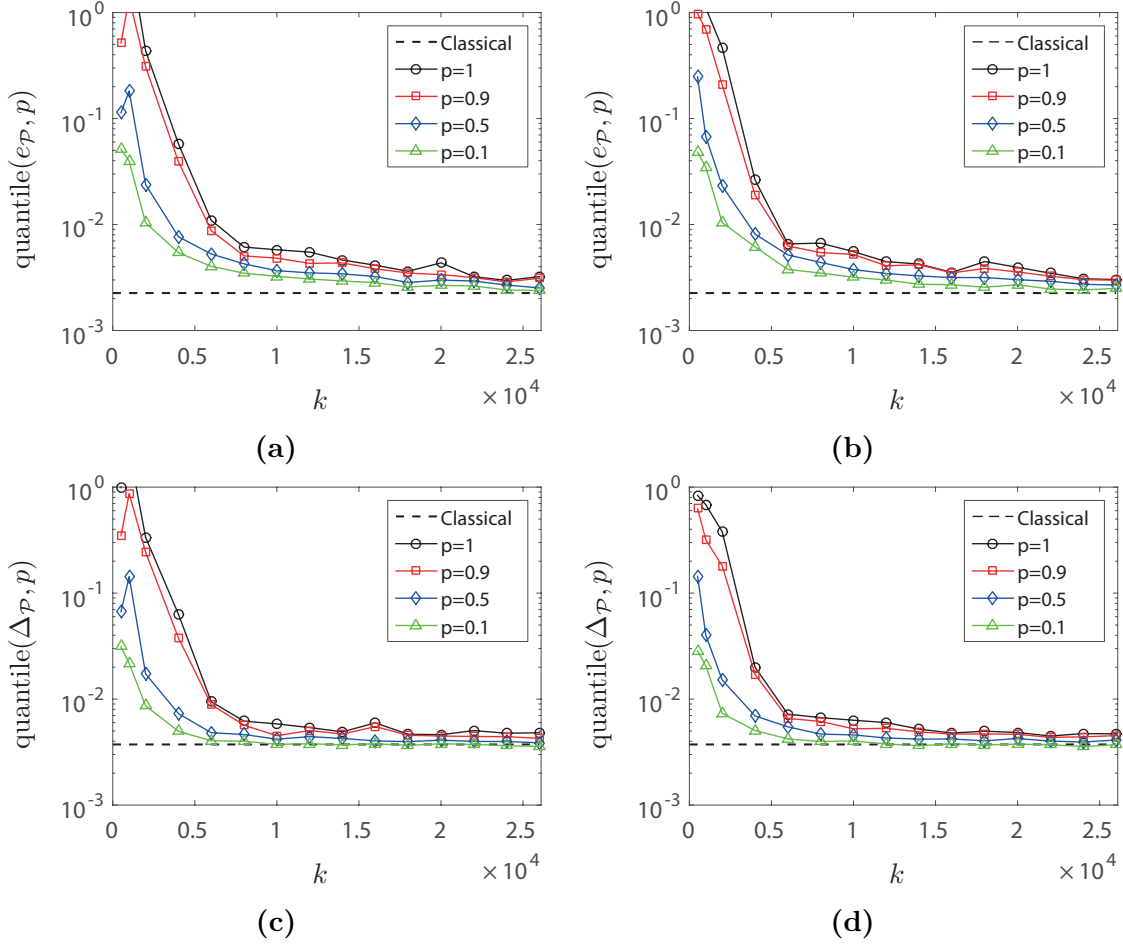 quantile(e_𝒫, p)
10^0
10^-1
10^-2
10^-3
Classical
p=1
p=0.9
p=0.5
p=0.1
0 0.5 1 1.5 2 2.5
× 10^4
k
(a)
quantile(e_𝒫, p)
10^0
10^-1
10^-2
10^-3
Classical
p=1
p=0.9
p=0.5
p=0.1
0 0.5 1 1.5 2 2.5
× 10^4
k
(b)
quantile(Δ_𝒫, p)
10^0
10^-1
10^-2
10^-3
Classical
p=1
p=0.9
p=0.5
p=0.1
0 0.5 1 1.5 2 2.5
× 10^4
k
(c)
quantile(Δ_𝒫, p)
10^0
10^-1
10^-2
10^-3
Classical
p=1
p=0.9
p=0.5
p=0.1
0 0.5 1 1.5 2 2.5
× 10^4
k
(d)